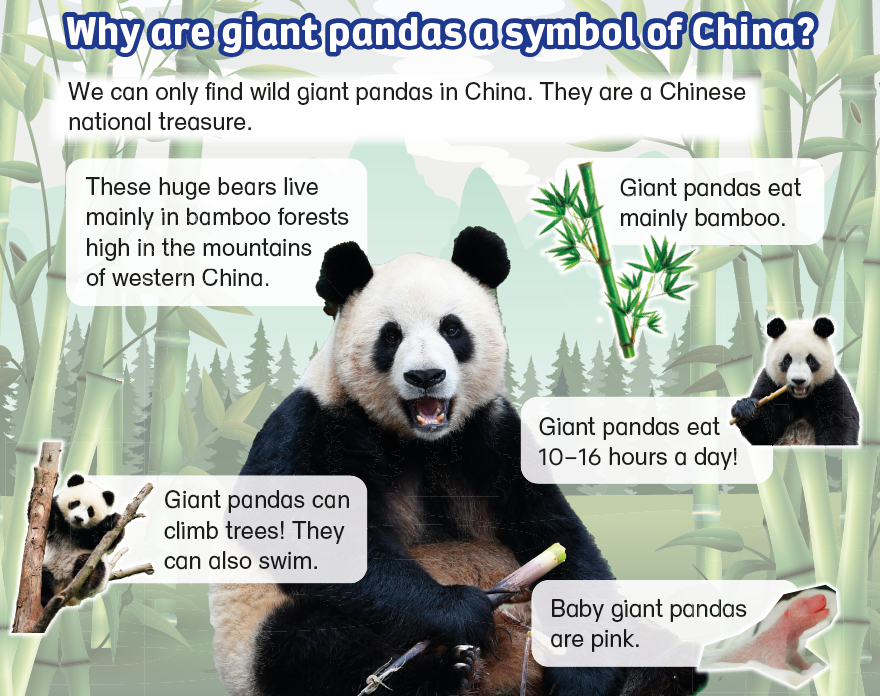 Why are giant pandas a symbol of China?
We can only find wild giant pandas in China. They are a Chinese
national treasure.
These huge bears live
mainly in bamboo forests
high in the mountains
of western China.
Giant pandas eat
mainly bamboo.
Giant pandas eat
10–16 hours a day!
Giant pandas can
climb trees! They
can also swim.
Baby giant pandas
are pink.